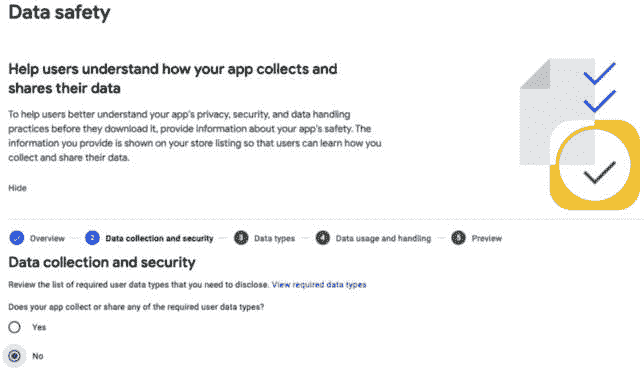 Data safety
Help users understand how your app collects and
shares their data
To help users better understand your app's privacy, security, and data handling
practices before they download it, provide information about your app's safety. The
information you provide is shown on your store listing so that users can learn how you
collect and share their data.
Hide
Overview 2 Data collection and security 3 Data types 4 Data usage and handling 5 Preview
Data collection and security
Review the list of required user data types that you need to disclose. View required data types
Does your app collect or share any of the required user data types?
Yes
No